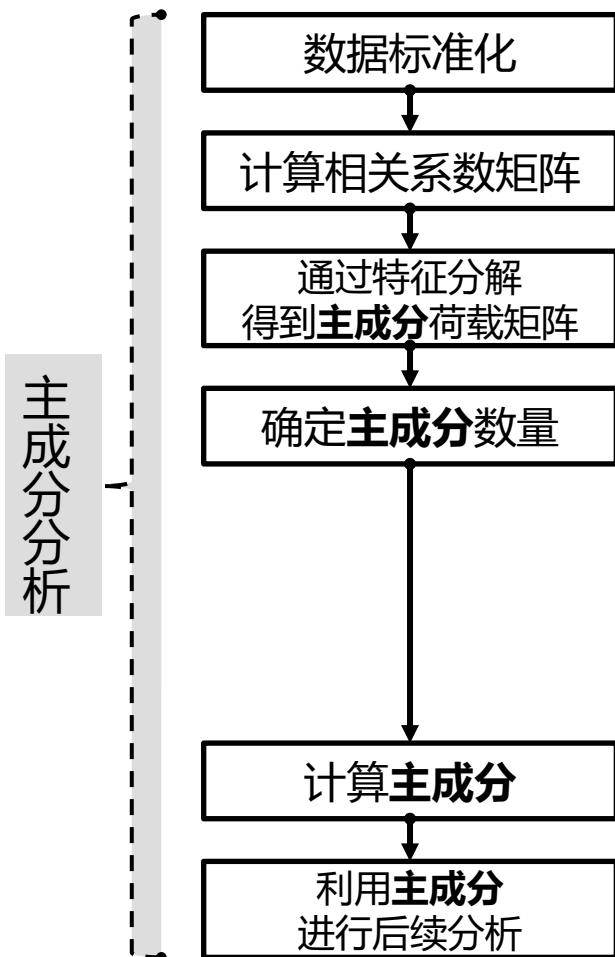 主成分分析
数据标准化
计算相关系数矩阵
通过特征分解
得到主成分荷载矩阵
确定主成分数量
计算主成分
利用主成分
进行后续分析